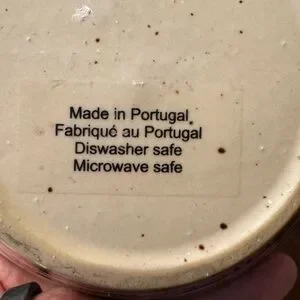 Made in Portugal
Fabriqué au Portugal
Diswasher safe
Microwave safe